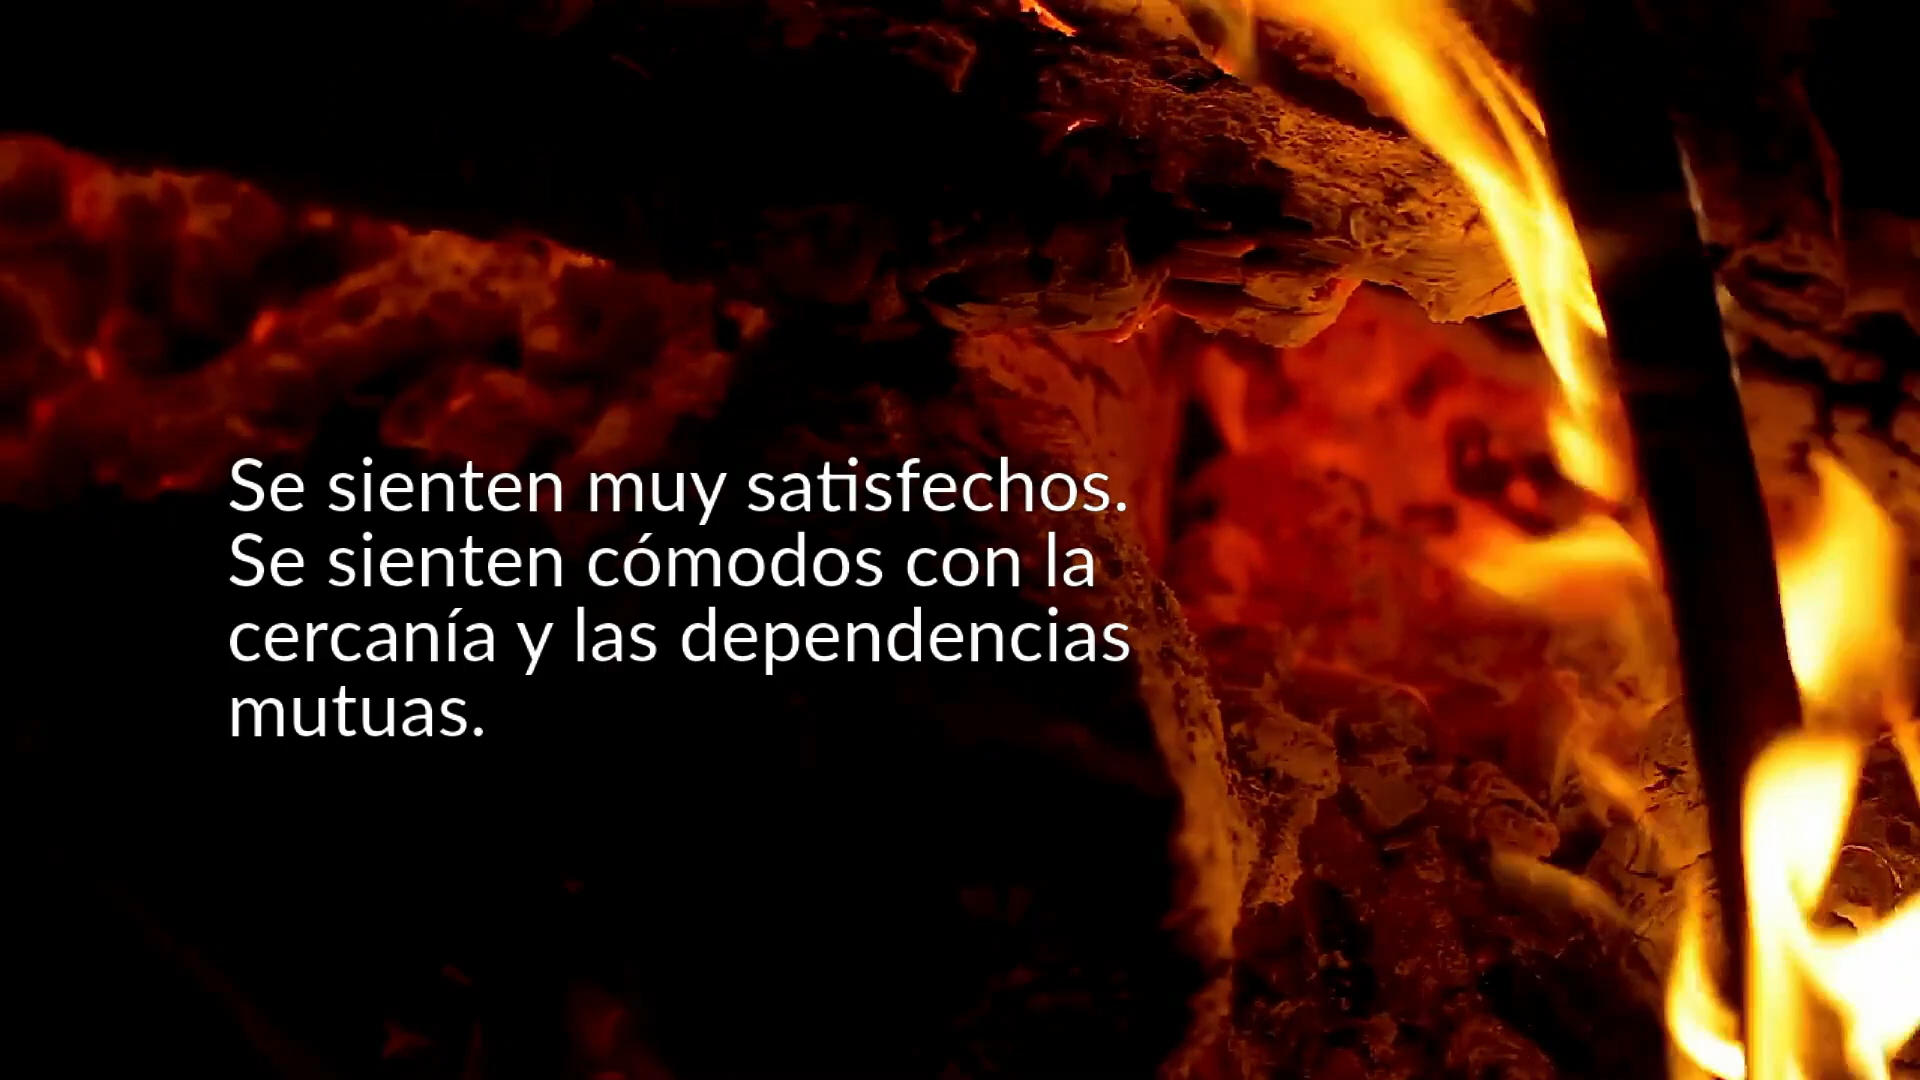 Se sienten muy satisfechos.
Se sienten cómodos con la
cercanía y las dependencias
mutuas.